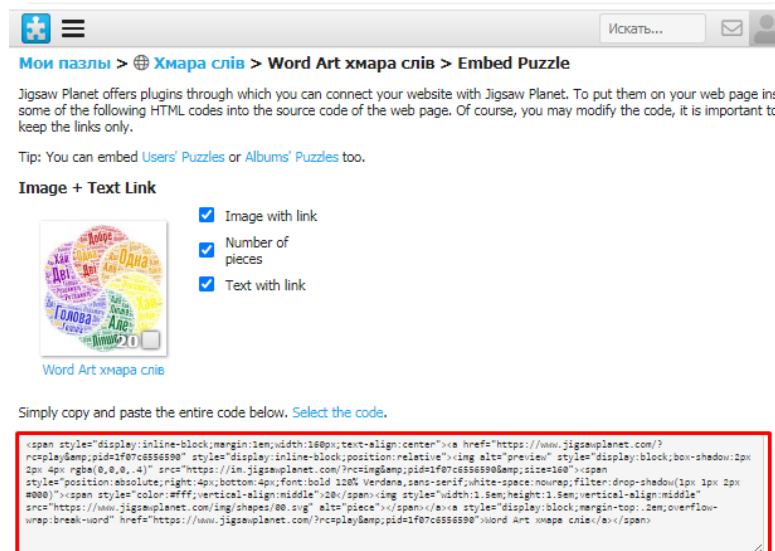 Искать...
Мои пазлы > Хмара слів > Word Art хмара слів > Embed Puzzle
Jigsaw Planet offers plugins through which you can connect your website with Jigsaw Planet. To put them on your web page ins
some of the following HTML codes into the source code of the web page. Of course, you may modify the code, it is important to
keep the links only.
Tip: You can embed Users' Puzzles or Albums' Puzzles too.
Image + Text Link
Image with link
Number of
pieces
Text with link
Добре
Хай
Дві
Одна
Дві
Хай
Голова
Але
Лише
20
Word Art хмара слів
Simply copy and paste the entire code below. Select the code.
<span style="display:inline-block;margin:1em;width:160px;text-align:center"><a href="https://www.jigsawplanet.com/?
rc=play&amp;pid=1f07c6556590" style="display:inline-block;position:relative"><img alt="preview" style="display:block;box-shadow:2px
2px 4px rgba(0,0,0,.4)" src="https://im.jigsawplanet.com/?rc=img&amp;pid=1f07c6556590&amp;size=160"><span
style="position:absolute;right:4px;bottom:4px;font:bold 120% Verdana,sans-serif;white-space:nowrap;filter:drop-shadow(1px 1px 2px
#000)"><span style="color:#fff;vertical-align:middle">20</span><img style="width:1.5em;height:1.5em;vertical-align:middle"
src="https://www.jigsawplanet.com/img/shapes/00.svg" alt="piece"></span></a><a style="display:block;margin-top:.2em;overflow-
wrap:break-word" href="https://www.jigsawplanet.com/?rc=play&amp;pid=1f07c6556590">Word Art хмара слів</a></span>